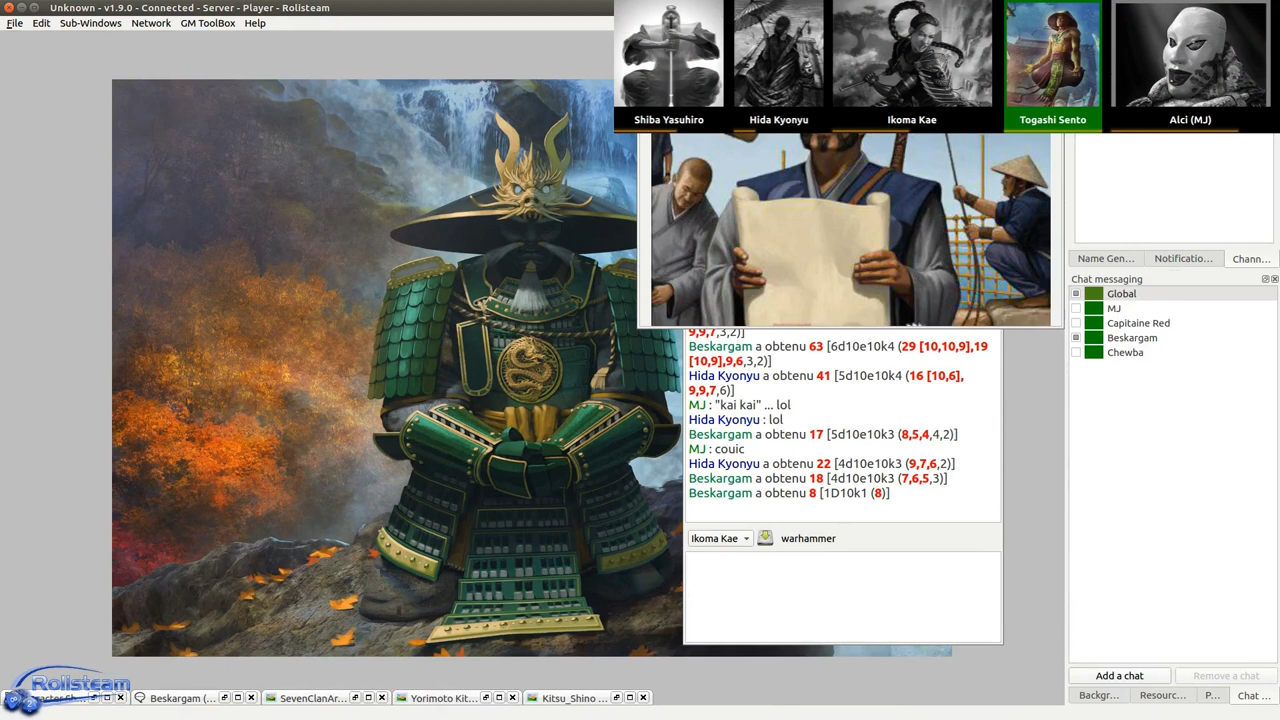 Unknown - v1.9.0 - Connected - Server - Player - Rolisteam
File Edit Sub-Windows Network GM ToolBox Help
Shiba Yasuhiro Hida Kyonyu Ikoma Kae Togashi Sento Alci (MJ)
Name Gen... Notificatio... Chann...
Chat messaging
Global
MJ
Capitaine Red
Beskargam
Chewba
9,9,7,3,2)]
Beskargam a obtenu 63 [6d10e10k4 (29 [10,10,9],19
[10,9],9,6,3,2)]
Hida Kyonyu a obtenu 41 [5d10e10k4 (16 [10,6],
9,9,7,6)]
MJ : "kai kai" ... lol
Hida Kyonyu : lol
Beskargam a obtenu 17 [5d10e10k3 (8,5,4,4,2)]
MJ : couic
Hida Kyonyu a obtenu 22 [4d10e10k3 (9,7,6,2)]
Beskargam a obtenu 18 [4d10e10k3 (7,6,5,3)]
Beskargam a obtenu 8 [1D10k1 (8)]
Ikoma Kae warhammer
Add a chat Remove a chat
Backgr... Resourc... P... Chat ...
Rolisteam
Beskargam (... SevenClanAr... Yorimoto Kit... Kitsu_Shino ...